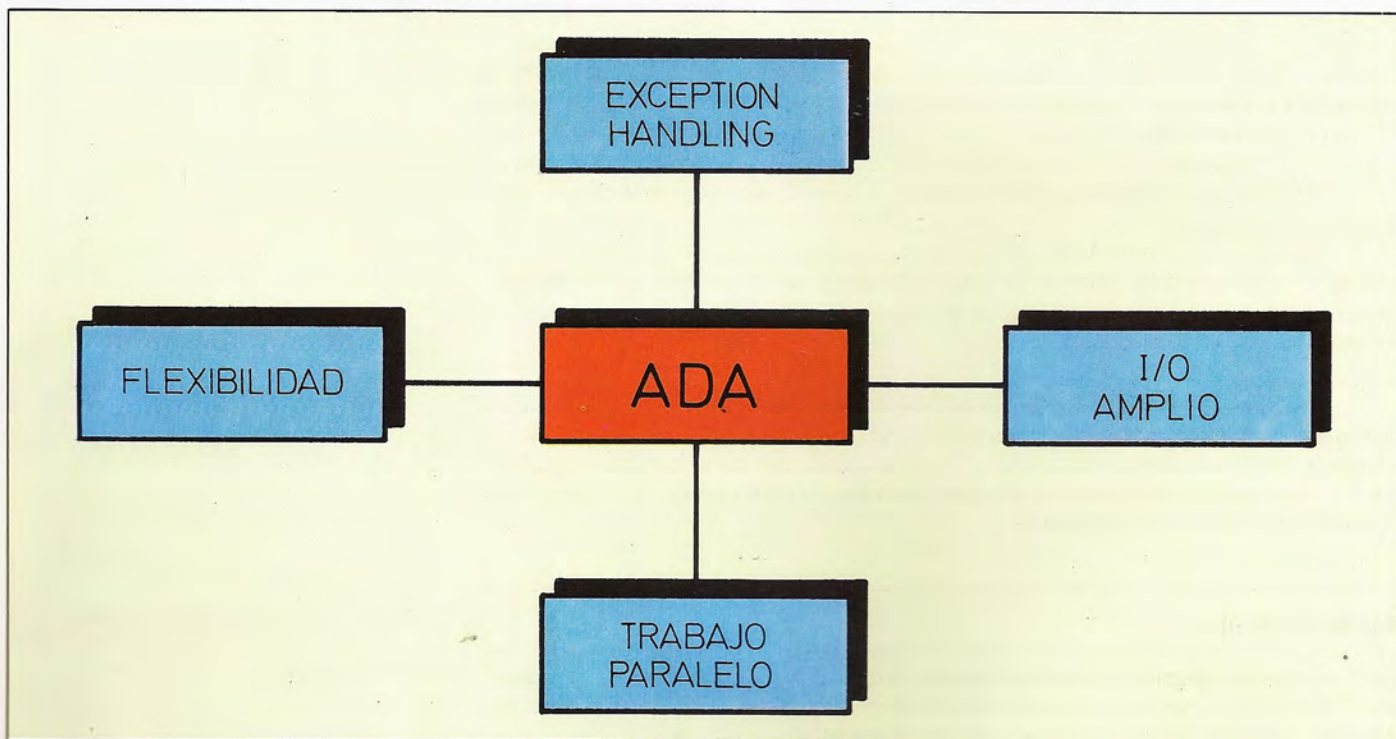 EXCEPTION
HANDLING
FLEXIBILIDAD
ADA
I/O
AMPLIO
TRABAJO
PARALELO